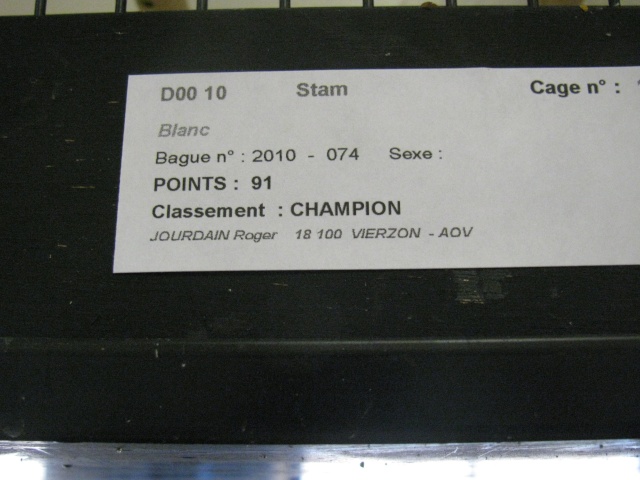 D00 10 Stam Cage n° :
Blanc
Bague n° : 2010 - 074 Sexe :
POINTS : 91
Classement : CHAMPION
JOURDAIN Roger 18 100 VIERZON - AOV